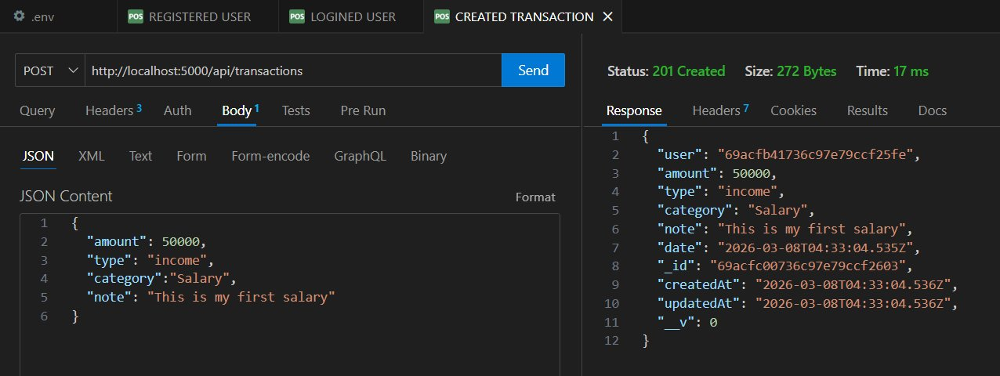 .env POS REGISTERED USER POS LOGINED USER POS CREATED TRANSACTION
POST http://localhost:5000/api/transactions Send
Query Headers 3 Auth Body 1 Tests Pre Run
JSON XML Text Form Form-encode GraphQL Binary
JSON Content Format
1 {
2 "amount": 50000,
3 "type": "income",
4 "category":"Salary",
5 "note": "This is my first salary"
6 }
Status: 201 Created Size: 272 Bytes Time: 17 ms
Response Headers 7 Cookies Results Docs
1 {
2 "user": "69acfb41736c97e79ccf25fe",
3 "amount": 50000,
4 "type": "income",
5 "category": "Salary",
6 "note": "This is my first salary",
7 "date": "2026-03-08T04:33:04.535Z",
8 "_id": "69acfc00736c97e79ccf2603",
9 "createdAt": "2026-03-08T04:33:04.536Z",
10 "updatedAt": "2026-03-08T04:33:04.536Z",
11 "__v": 0
12 }